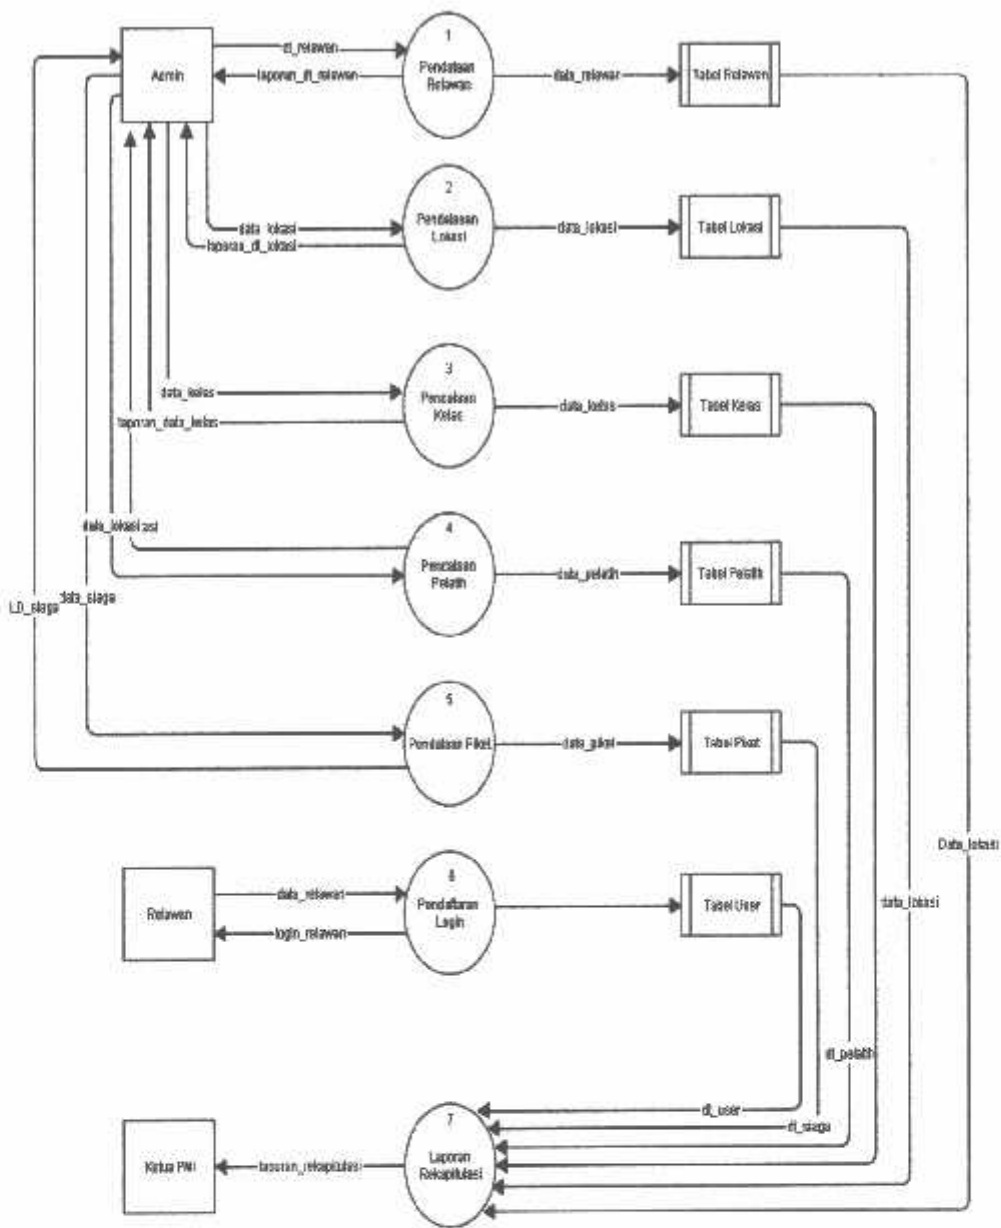 Admin
dt_relawan
laporan_dt_relawan
1
Pendataan
Relawan
data_relawan
Tabel Relawan
data_lokasi
laporan_dt_lokasi
2
Pendataan
Lokasi
data_lokasi
Tabel Lokasi
data_kelas
laporan_data_kelas
3
Pendataan
Kelas
data_kelas
Tabel Kelas
data_lokasi
4
Pendataan
Pelatih
data_pelatih
Tabel Pelatih
LD_siaga
data_siaga
5
Pendataan Piket
data_piket
Tabel Piket
Relawan
data_relawan
login_relawan
6
Pendaftaran
Login
Tabel User
Data_lokasi
data_lokasi
dt_pelatih
dt_user
dt_siaga
Ketua PMI
laporan_rekapitulasi
7
Laporan
Rekapitulasi